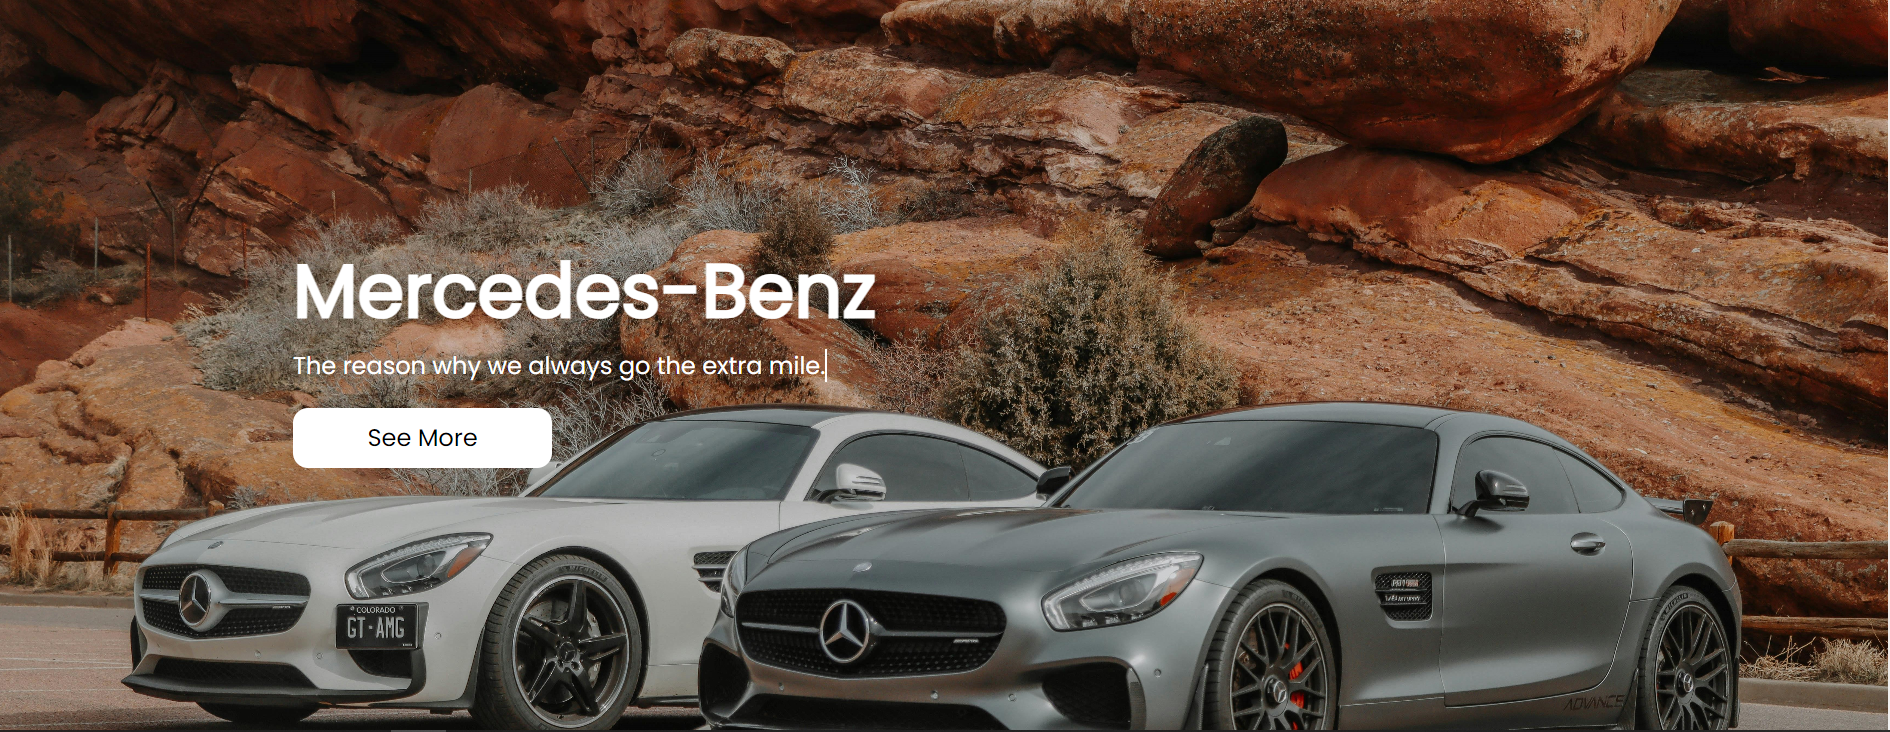 Mercedes-Benz
The reason why we always go the extra mile.
See More
COLORADO
GT·AMG
ADVANCE